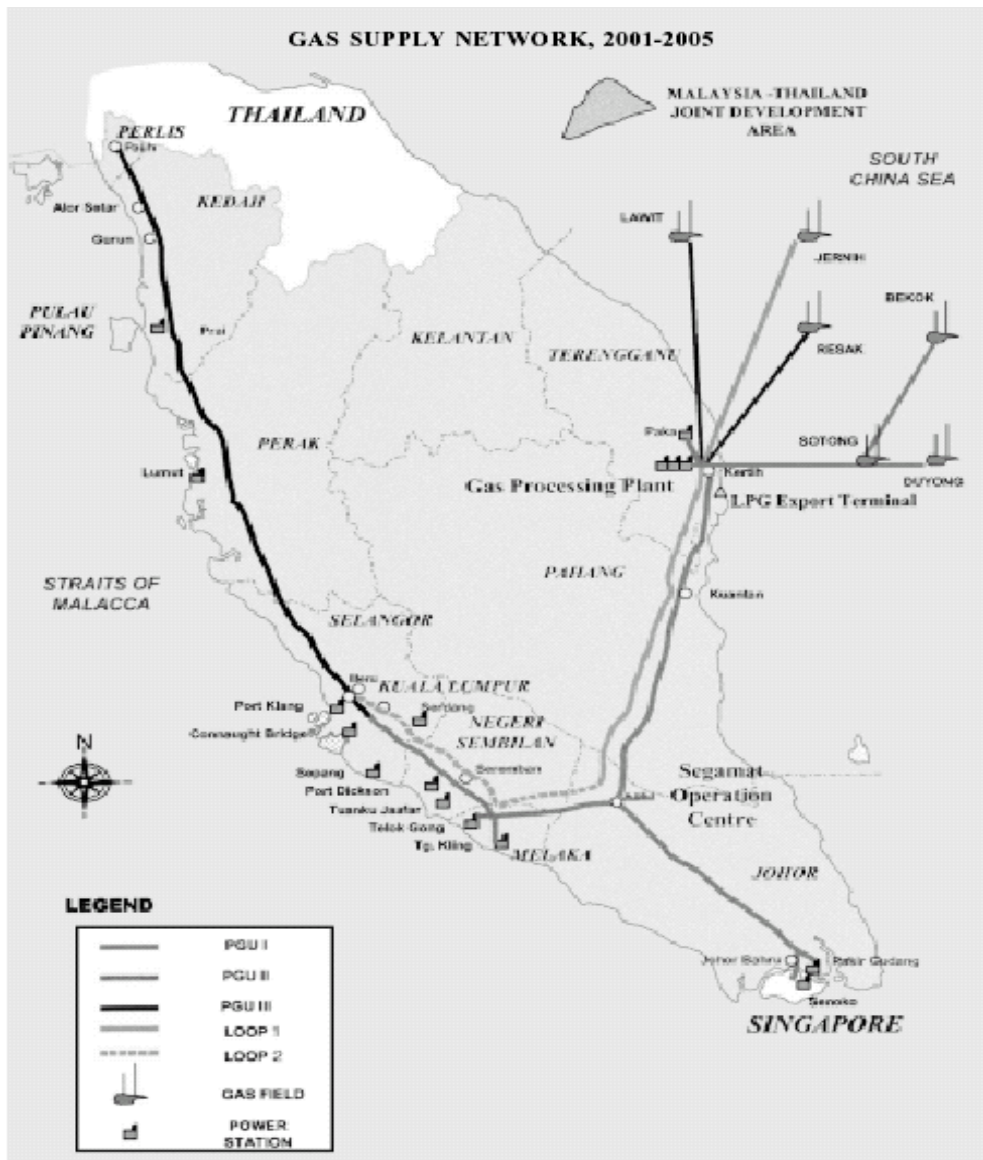 GAS SUPPLY NETWORK, 2001-2005
THAILAND
MALAYSIA -THAILAND
JOINT DEVELOPMENT
AREA
SOUTH
CHINA SEA
PERLIS
KEDAH
Alor Setar
Gurun
LAWIT
JERNIH
BEKOK
RESAK
PULAU
PINANG
Prai
KELANTAN
TERENGGANU
PERAK
Paka
SOTONG
DUYONG
Lumut
Gas Processing Plant
Kertih
LPG Export Terminal
STRAITS OF
MALACCA
PAHANG
Kuantan
SELANGOR
KUALA LUMPUR
Port Klang
Serdang
Connaught Bridge
NEGERI
SEMBILAN
N
Sepang
Seremban
Port Dickson
Tuanku Jaafar
Telok Gong
Tg. Kling
MELAKA
Segamat
Operation
Centre
JOHOR
Johor Bahru
Pasir Gudang
Senoko
SINGAPORE
LEGEND
PGU I
PGU II
PGU III
LOOP 1
LOOP 2
GAS FIELD
POWER
STATION